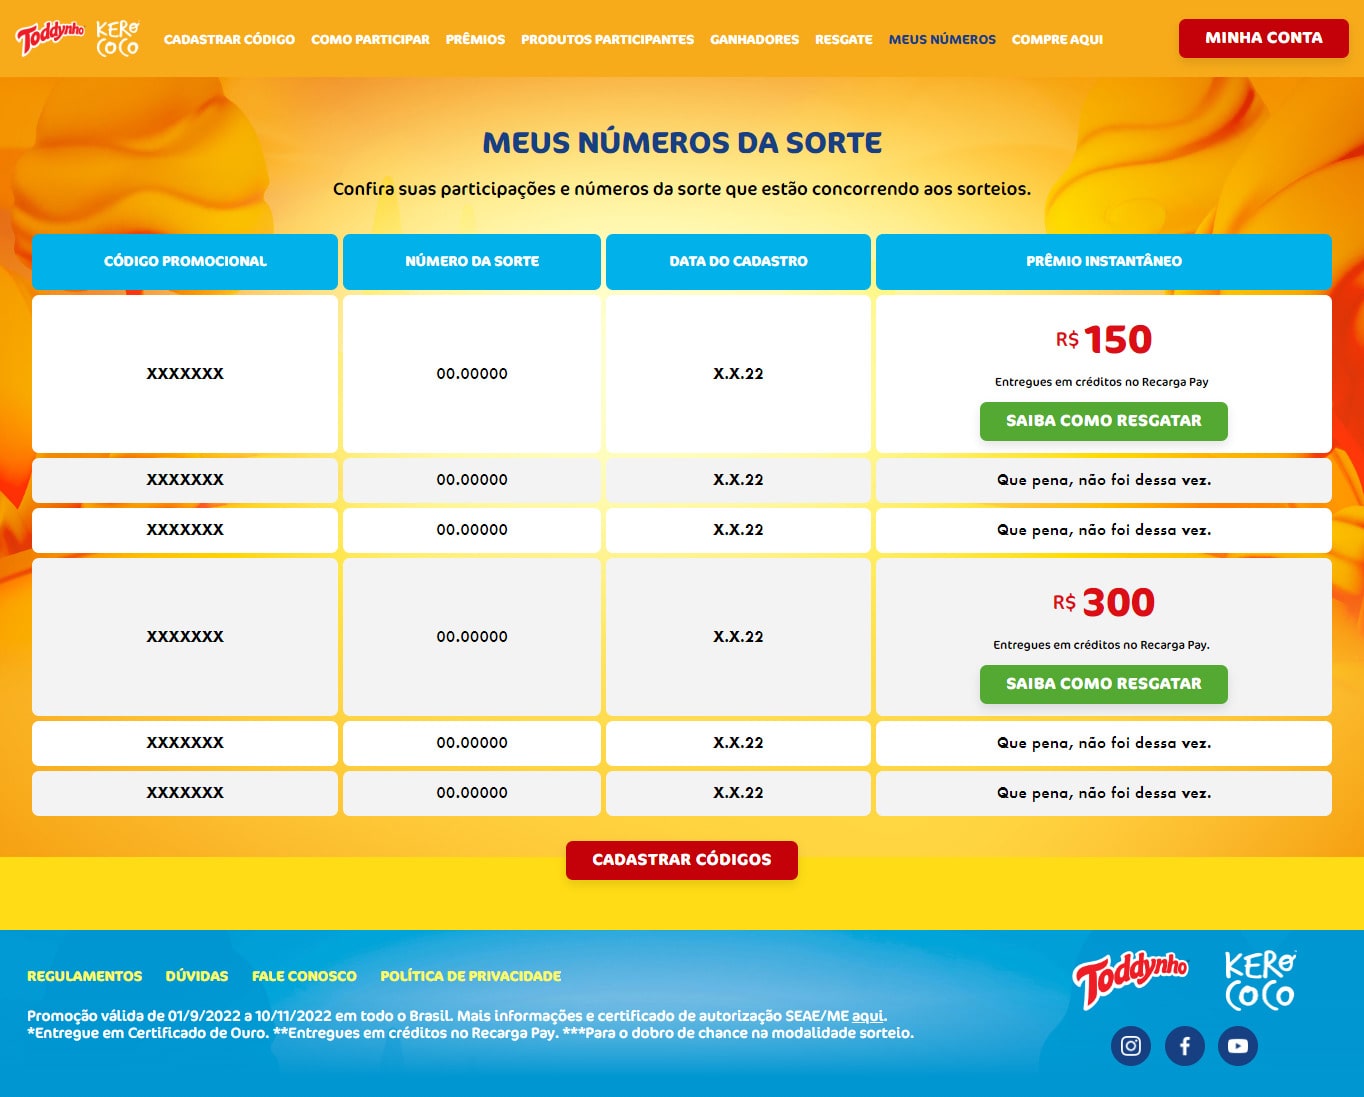 Toddynho KERO COCO CADASTRAR CÓDIGO COMO PARTICIPAR PRÊMIOS PRODUTOS PARTICIPANTES GANHADORES RESGATE MEUS NÚMEROS COMPRE AQUI MINHA CONTA
MEUS NÚMEROS DA SORTE
Confira suas participações e números da sorte que estão concorrendo aos sorteios.
CÓDIGO PROMOCIONAL NÚMERO DA SORTE DATA DO CADASTRO PRÊMIO INSTANTÂNEO
XXXXXXX 00.00000 X.X.22 R$ 150
Entregues em créditos no Recarga Pay
SAIBA COMO RESGATAR
XXXXXXX 00.00000 X.X.22 Que pena, não foi dessa vez.
XXXXXXX 00.00000 X.X.22 Que pena, não foi dessa vez.
XXXXXXX 00.00000 X.X.22 R$ 300
Entregues em créditos no Recarga Pay.
SAIBA COMO RESGATAR
XXXXXXX 00.00000 X.X.22 Que pena, não foi dessa vez.
XXXXXXX 00.00000 X.X.22 Que pena, não foi dessa vez.
CADASTRAR CÓDIGOS
REGULAMENTOS DÚVIDAS FALE CONOSCO POLÍTICA DE PRIVACIDADE
Promoção válida de 01/9/2022 a 10/11/2022 em todo o Brasil. Mais informações e certificado de autorização SEAE/ME aqui.
*Entregue em Certificado de Ouro. **Entregues em créditos no Recarga Pay. ***Para o dobro de chance na modalidade sorteio.
Toddynho KERO COCO